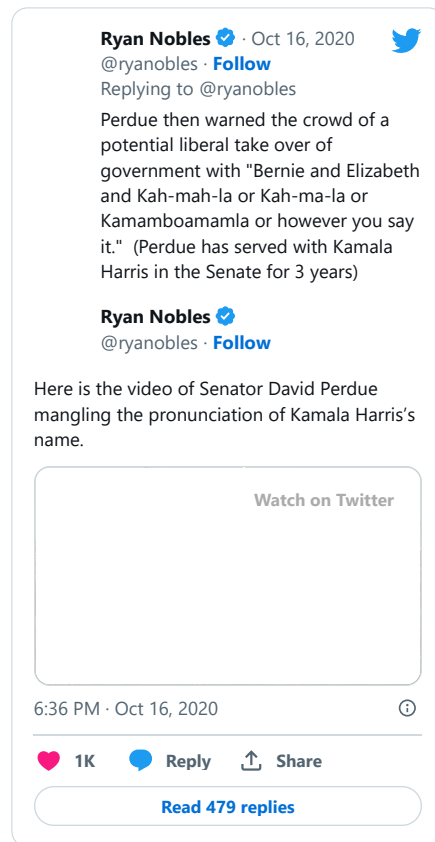 Ryan Nobles · Oct 16, 2020
@ryanobles · Follow
Replying to @ryanobles
Perdue then warned the crowd of a
potential liberal take over of
government with "Bernie and Elizabeth
and Kah-mah-la or Kah-ma-la or
Kamamboamamla or however you say
it."  (Perdue has served with Kamala
Harris in the Senate for 3 years)
Ryan Nobles
@ryanobles · Follow
Here is the video of Senator David Perdue
mangling the pronunciation of Kamala Harris’s
name.
Watch on Twitter
6:36 PM · Oct 16, 2020
1K Reply Share
Read 479 replies